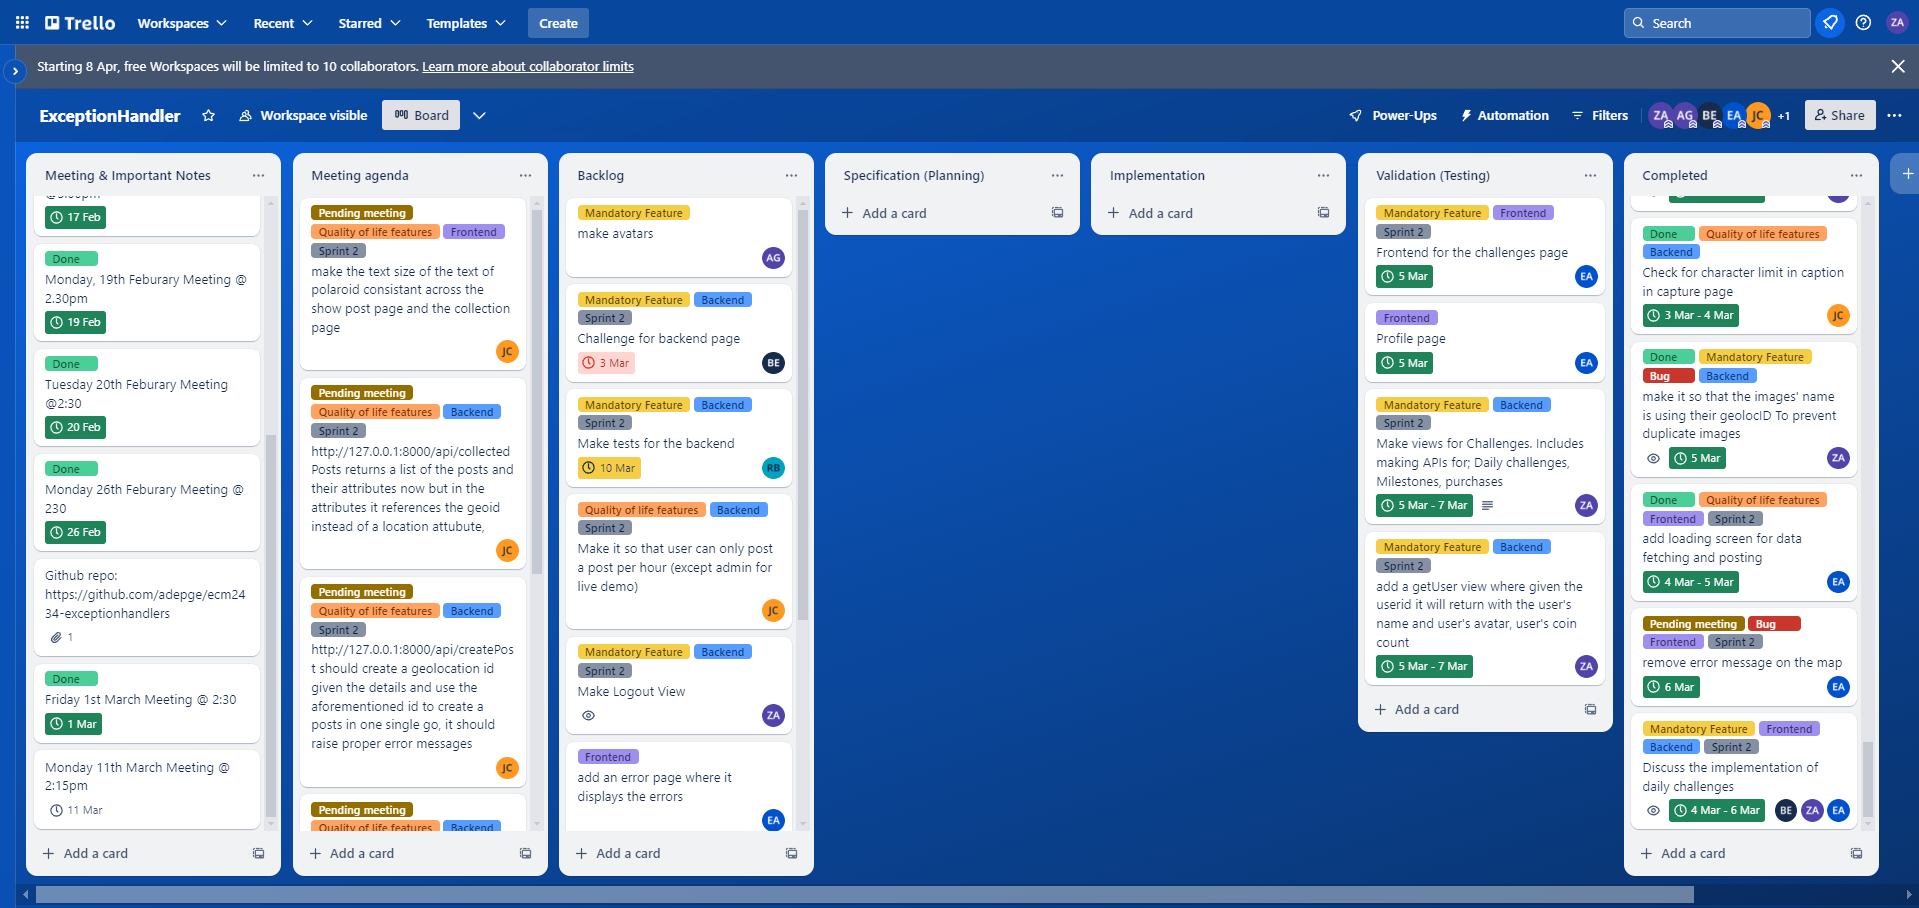 Trello
Workspaces
Recent
Starred
Templates
Create
Search
ZA
Starting 8 Apr, free Workspaces will be limited to 10 collaborators. Learn more about collaborator limits
ExceptionHandler
Workspace visible
Board
Power-Ups
Automation
Filters
ZA
AG
BE
EA
JC
+1
Share
Meeting & Important Notes
17 Feb
Done
Monday, 19th Feburary Meeting @
2.30pm
19 Feb
Done
Tuesday 20th Feburary Meeting
@2:30
20 Feb
Done
Monday 26th Feburary Meeting @
230
26 Feb
Github repo:
https://github.com/adepge/ecm24
34-exceptionhandlers
1
Done
Friday 1st March Meeting @ 2:30
1 Mar
Monday 11th March Meeting @
2:15pm
11 Mar
Add a card
Meeting agenda
Pending meeting
Quality of life features Frontend
Sprint 2
make the text size of the text of
polaroid consistant across the
show post page and the collection
page
JC
Pending meeting
Quality of life features Backend
Sprint 2
http://127.0.0.1:8000/api/collected
Posts returns a list of the posts and
their attributes now but in the
attributes it references the geoid
instead of a location attubute,
JC
Pending meeting
Quality of life features Backend
Sprint 2
http://127.0.0.1:8000/api/createPos
t should create a geolocation id
given the details and use the
aforementioned id to create a
posts in one single go, it should
raise proper error messages
JC
Pending meeting
Quality of life features Backend
Add a card
Backlog
Mandatory Feature
make avatars
AG
Mandatory Feature Backend
Sprint 2
Challenge for backend page
3 Mar
BE
Mandatory Feature Backend
Sprint 2
Make tests for the backend
10 Mar
RB
Quality of life features Backend
Sprint 2
Make it so that user can only post
a post per hour (except admin for
live demo)
JC
Mandatory Feature Backend
Sprint 2
Make Logout View
ZA
Frontend
add an error page where it
displays the errors
EA
Add a card
Specification (Planning)
Add a card
Implementation
Add a card
Validation (Testing)
Mandatory Feature Frontend
Sprint 2
Frontend for the challenges page
5 Mar
EA
Frontend
Profile page
5 Mar
EA
Mandatory Feature Backend
Sprint 2
Make views for Challenges. Includes
making APIs for; Daily challenges,
Milestones, purchases
5 Mar - 7 Mar
ZA
Mandatory Feature Backend
Sprint 2
add a getUser view where given the
userid it will return with the user's
name and user's avatar, user's coin
count
5 Mar - 7 Mar
ZA
Add a card
Completed
Done Quality of life features
Backend
Check for character limit in caption
in capture page
3 Mar - 4 Mar
JC
Done Mandatory Feature
Bug Backend
make it so that the images' name
is using their geolocID To prevent
duplicate images
5 Mar
ZA
Done Quality of life features
Frontend Sprint 2
add loading screen for data
fetching and posting
4 Mar - 5 Mar
EA
Pending meeting Bug
Frontend Sprint 2
remove error message on the map
6 Mar
EA
Mandatory Feature Frontend
Backend Sprint 2
Discuss the implementation of
daily challenges
4 Mar - 6 Mar
BE ZA EA
Add a card